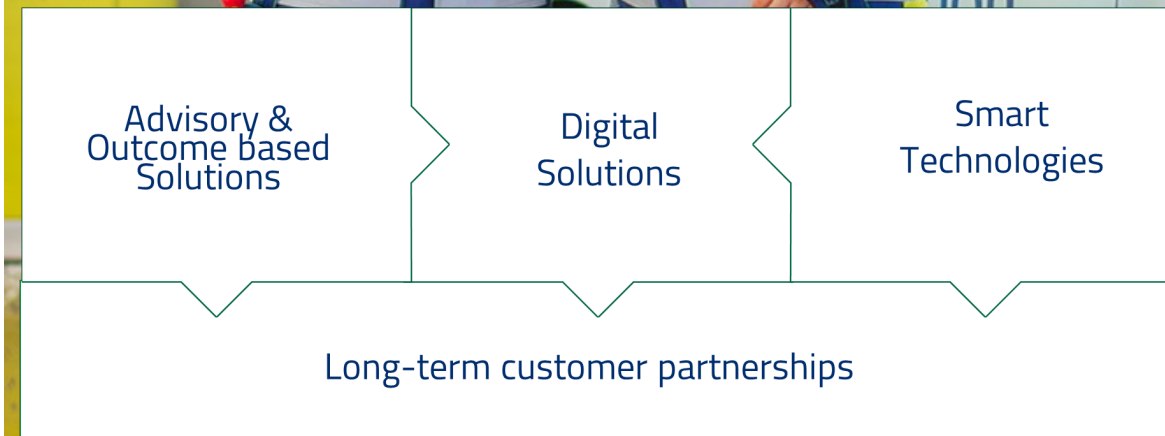 Advisory &
Outcome based
Solutions
Digital
Solutions
Smart
Technologies
Long-term customer partnerships